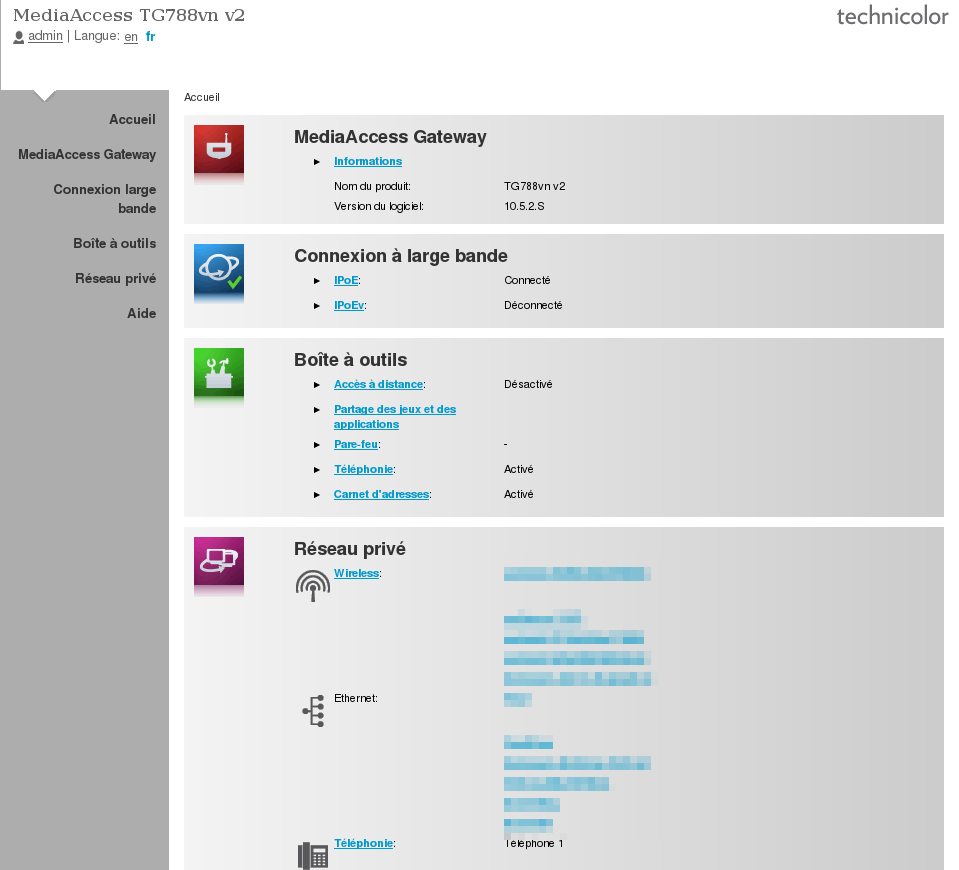 MediaAccess TG788vn v2
technicolor
admin | Langue: en fr
Accueil
Accueil
MediaAccess Gateway
Connexion large
bande
Boîte à outils
Réseau privé
Aide
MediaAccess Gateway
Informations
Nom du produit: TG788vn v2
Version du logiciel: 10.5.2.S
Connexion à large bande
IPoE: Connecté
IPoEv: Déconnecté
Boîte à outils
Accès à distance: Désactivé
Partage des jeux et des
applications
Pare-feu: -
Téléphonie: Activé
Carnet d'adresses: Activé
Réseau privé
Wireless:
Ethernet:
Téléphonie: Téléphone 1